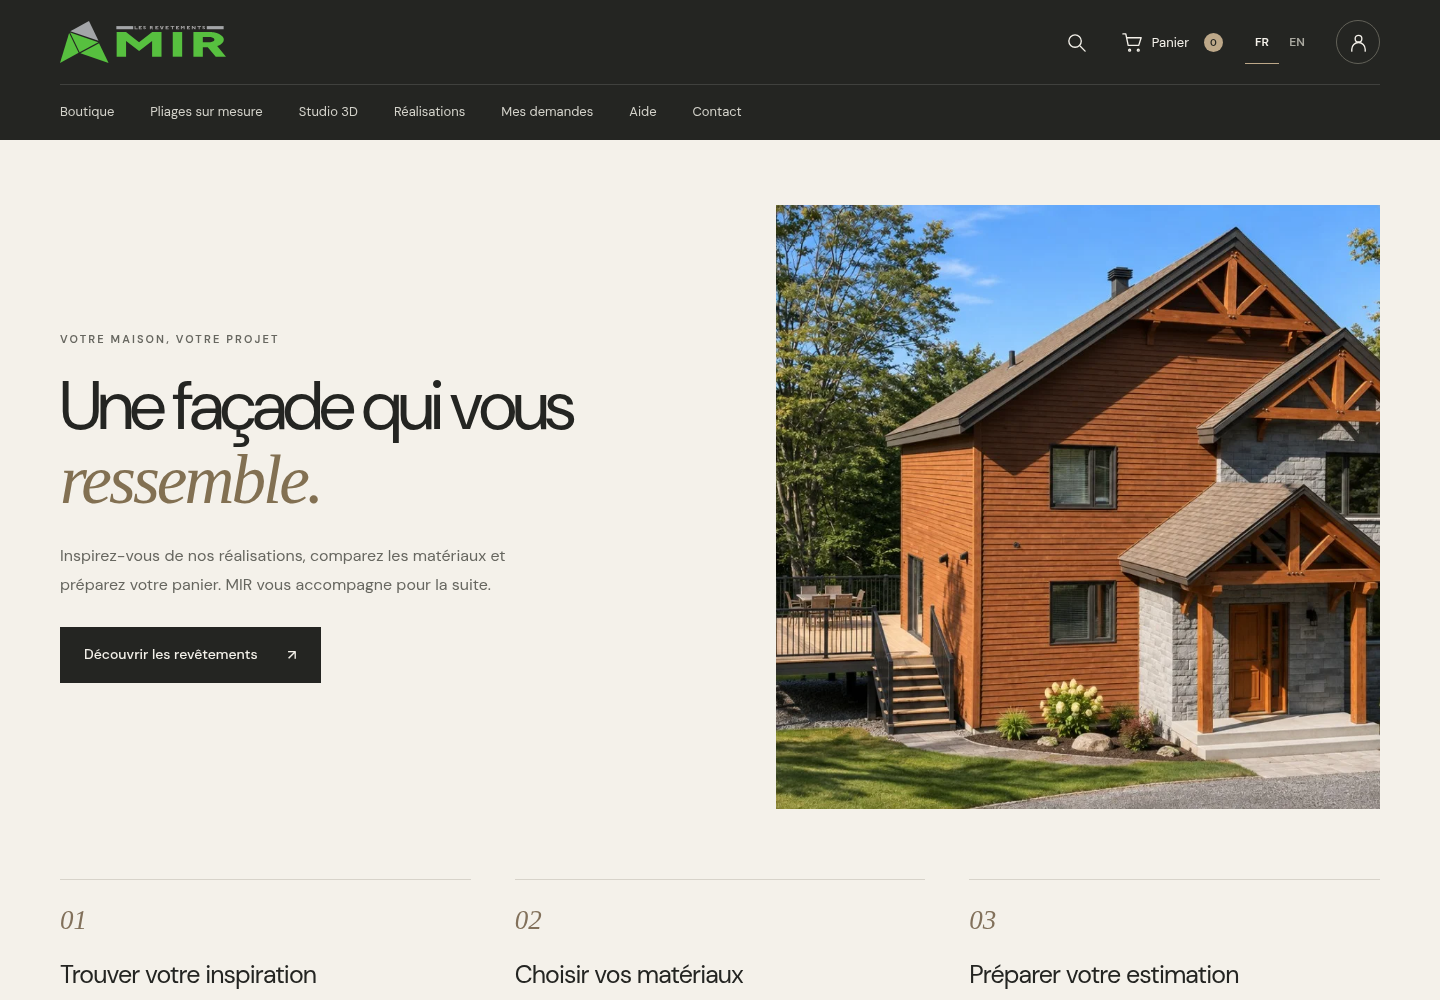 LES REVÊTEMENTS
MIR
Panier 0 FR EN
Boutique Pliages sur mesure Studio 3D Réalisations Mes demandes Aide Contact
VOTRE MAISON, VOTRE PROJET
Une façade qui vous
ressemble.
Inspirez-vous de nos réalisations, comparez les matériaux et
préparez votre panier. MIR vous accompagne pour la suite.
Découvrir les revêtements
01 02 03
Trouver votre inspiration Choisir vos matériaux Préparer votre estimation